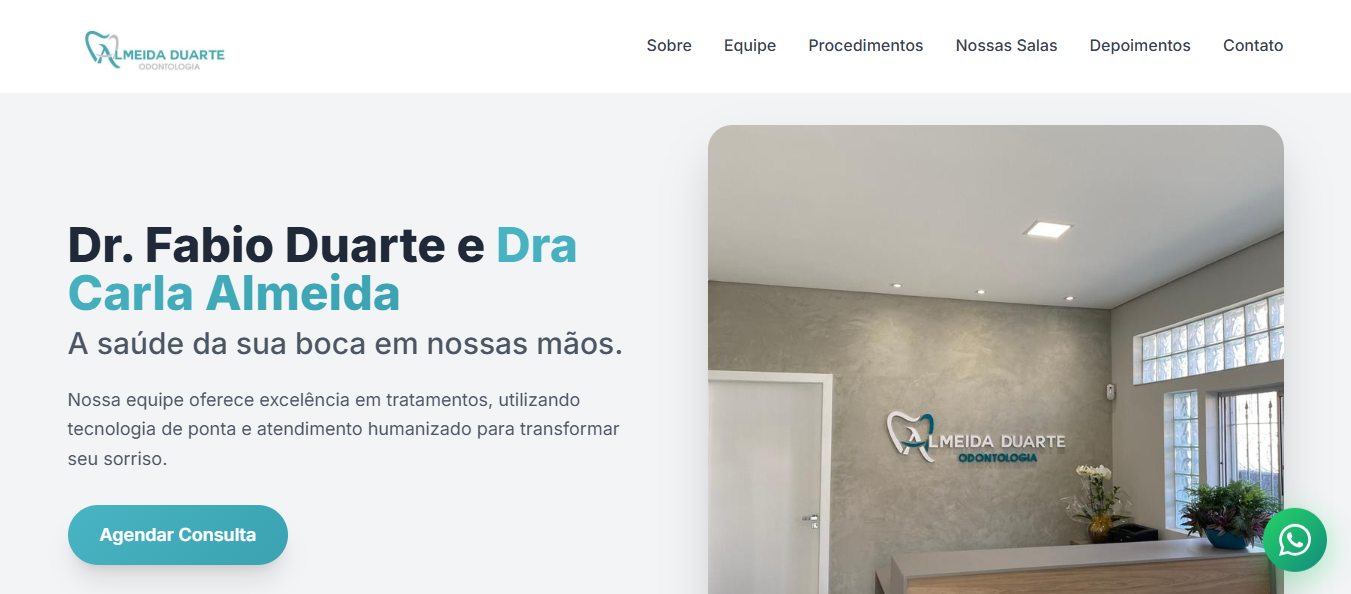 ALMEIDA DUARTE
ODONTOLOGIA
Sobre
Equipe
Procedimentos
Nossas Salas
Depoimentos
Contato
Dr. Fabio Duarte e Dra
Carla Almeida
A saúde da sua boca em nossas mãos.
Nossa equipe oferece excelência em tratamentos, utilizando
tecnologia de ponta e atendimento humanizado para transformar
seu sorriso.
Agendar Consulta
ALMEIDA DUARTE
ODONTOLOGIA